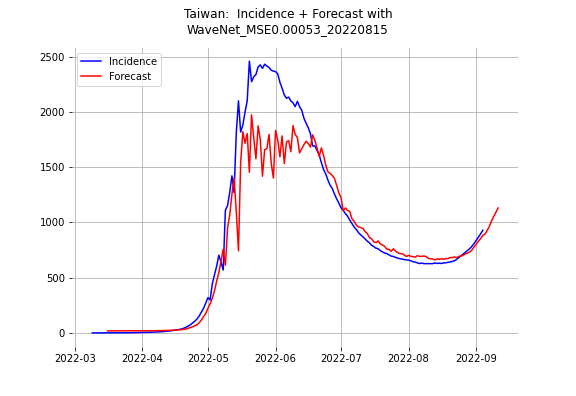 Taiwan:  Incidence + Forecast with
WaveNet_MSE0.00053_20220815
2500
2000
1500
1000
500
0
Incidence
Forecast
2022-03 2022-04 2022-05 2022-06 2022-07 2022-08 2022-09